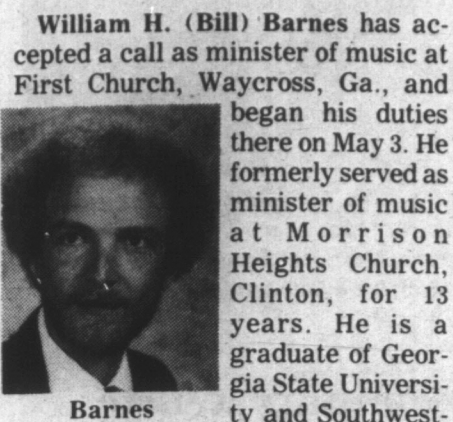 William H. (Bill) Barnes has ac-
cepted a call as minister of music at
First Church, Waycross, Ga., and
began his duties
there on May 3. He
formerly served as
minister of music
at Morrison
Heights Church,
Clinton, for 13
years. He is a
graduate of Geor-
gia State Universi-
ty and Southwest-
Barnes